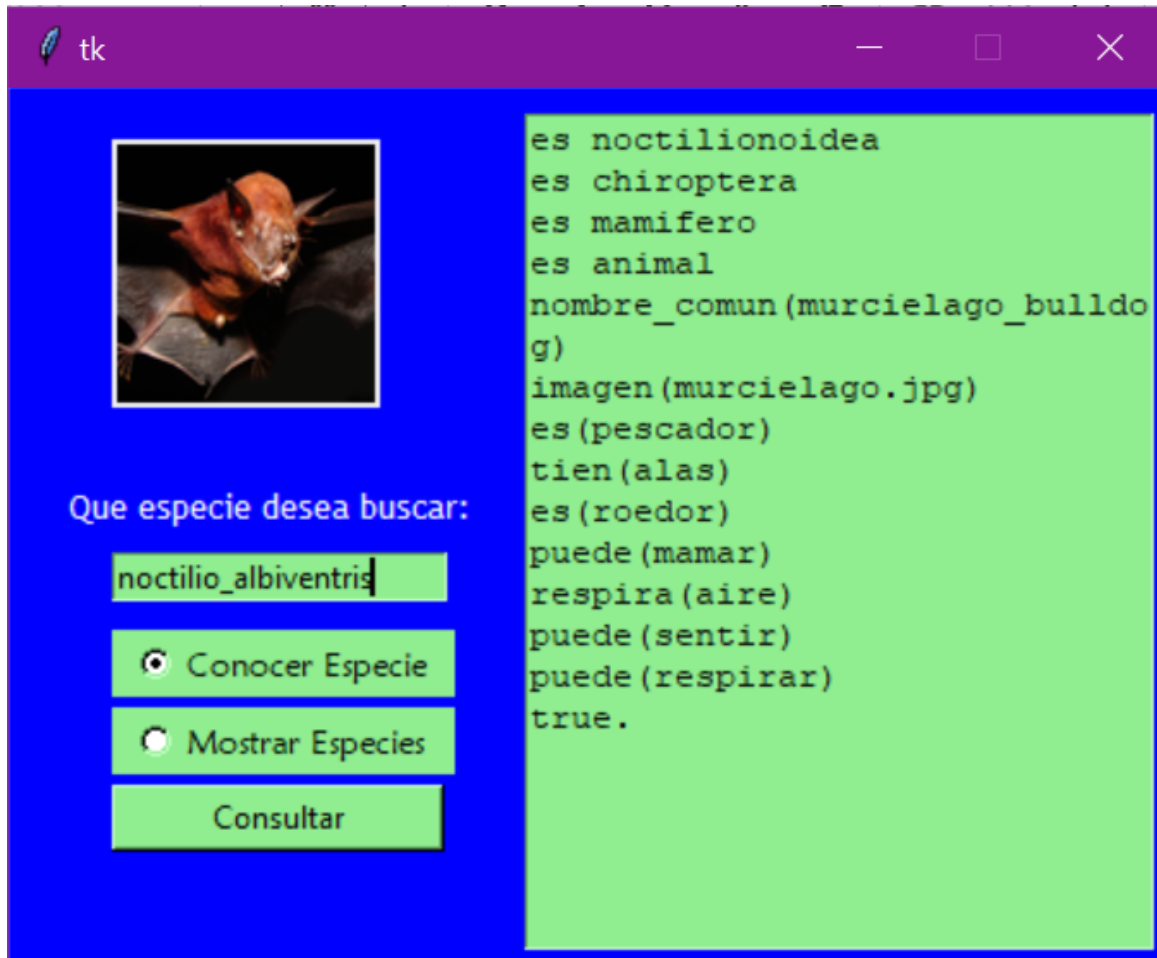 tk
Que especie desea buscar:
noctilio_albiventris
Conocer Especie
Mostrar Especies
Consultar
es noctilionoidea
es chiroptera
es mamifero
es animal
nombre_comun(murcielago_bulldo
g)
imagen(murcielago.jpg)
es(pescador)
tien(alas)
es(roedor)
puede(mamar)
respira(aire)
puede(sentir)
puede(respirar)
true.